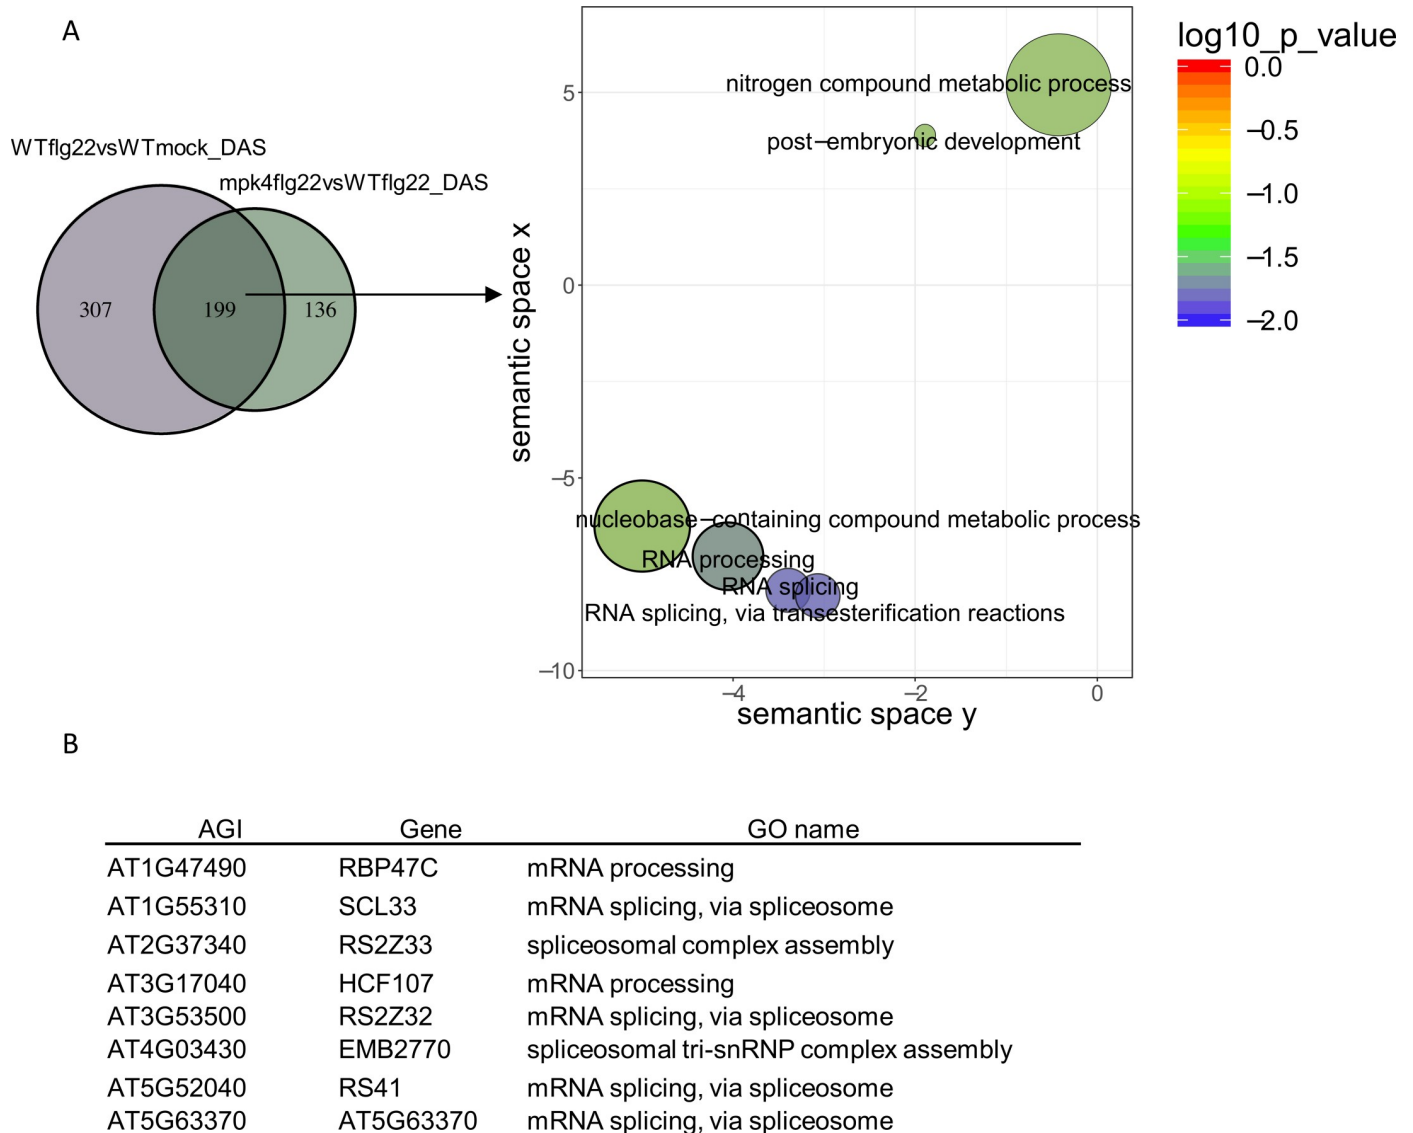 A
WTflg22vsWTmock_DAS
mpk4flg22vsWTflg22_DAS
307
199
136
semantic space x
5
0
−5
−10
nitrogen compound metabolic process
post−embryonic development
nucleobase−containing compound metabolic process
RNA processing
RNA splicing
RNA splicing, via transesterification reactions
−4
−2
0
semantic space y
log10_p_value
0.0
−0.5
−1.0
−1.5
−2.0
B
AGI Gene GO name
AT1G47490 RBP47C mRNA processing
AT1G55310 SCL33 mRNA splicing, via spliceosome
AT2G37340 RS2Z33 spliceosomal complex assembly
AT3G17040 HCF107 mRNA processing
AT3G53500 RS2Z32 mRNA splicing, via spliceosome
AT4G03430 EMB2770 spliceosomal tri-snRNP complex assembly
AT5G52040 RS41 mRNA splicing, via spliceosome
AT5G63370 AT5G63370 mRNA splicing, via spliceosome